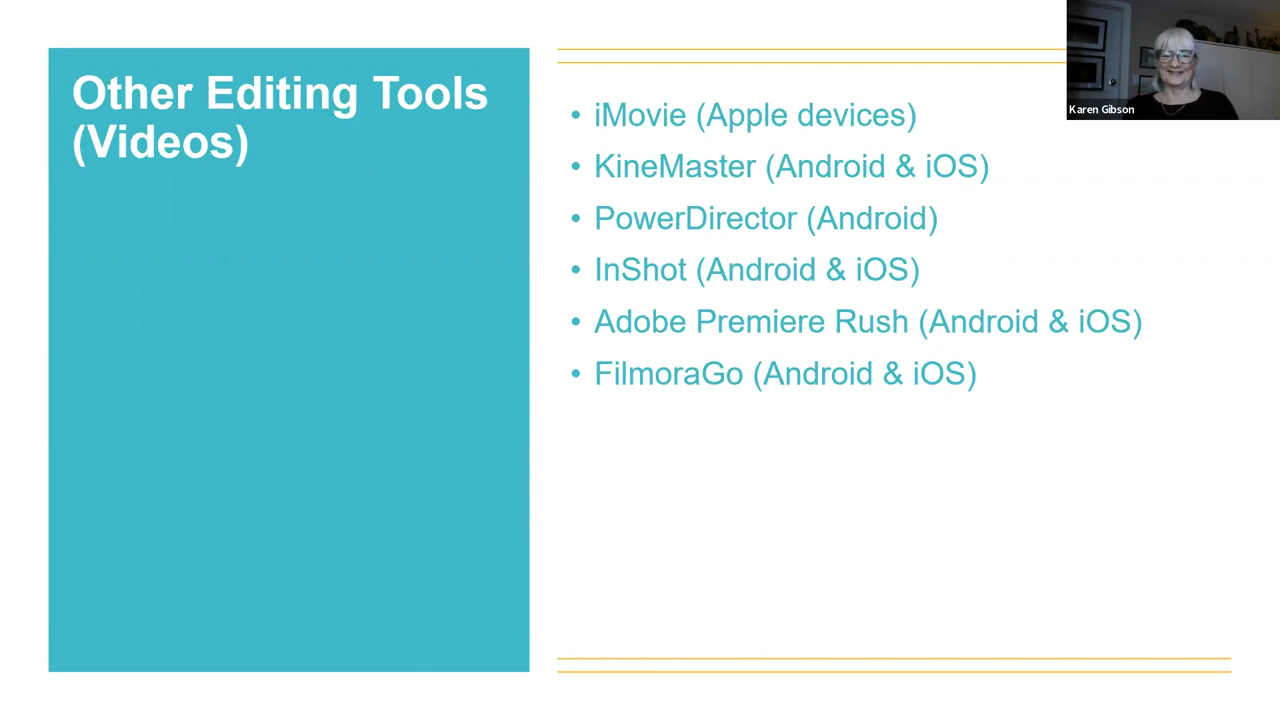 Other Editing Tools
(Videos)
• iMovie (Apple devices)
• KineMaster (Android & iOS)
• PowerDirector (Android)
• InShot (Android & iOS)
• Adobe Premiere Rush (Android & iOS)
• FilmoraGo (Android & iOS)
Karen Gibson